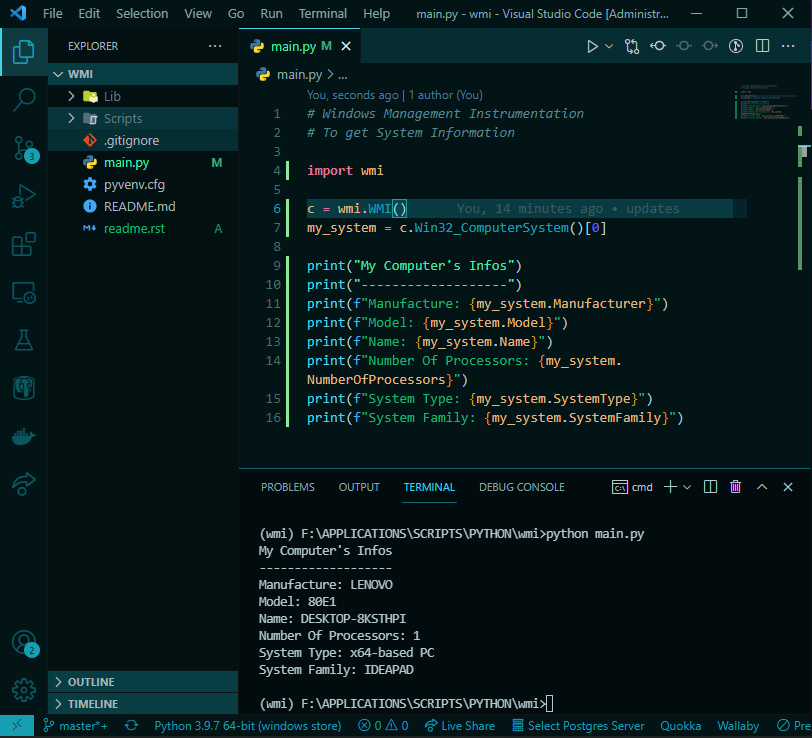 File Edit Selection View Go Run Terminal Help main.py - wmi - Visual Studio Code [Administr...
EXPLORER
WMI
Lib
Scripts
.gitignore
main.py M
pyvenv.cfg
README.md
readme.rst A
OUTLINE
TIMELINE
3
2
main.py M
main.py > ...
You, seconds ago | 1 author (You)
1 # Windows Management Instrumentation
2 # To get System Information
3
4 import wmi
5
6 c = wmi.WMI() You, 14 minutes ago • updates
7 my_system = c.Win32_ComputerSystem()[0]
8
9 print("My Computer's Infos")
10 print("-------------------")
11 print(f"Manufacture: {my_system.Manufacturer}")
12 print(f"Model: {my_system.Model}")
13 print(f"Name: {my_system.Name}")
14 print(f"Number Of Processors: {my_system.
NumberOfProcessors}")
15 print(f"System Type: {my_system.SystemType}")
16 print(f"System Family: {my_system.SystemFamily}")
PROBLEMS OUTPUT TERMINAL DEBUG CONSOLE cmd
(wmi) F:\APPLICATIONS\SCRIPTS\PYTHON\wmi>python main.py
My Computer's Infos
-------------------
Manufacture: LENOVO
Model: 80E1
Name: DESKTOP-8KSTHPI
Number Of Processors: 1
System Type: x64-based PC
System Family: IDEAPAD
(wmi) F:\APPLICATIONS\SCRIPTS\PYTHON\wmi>
master*+ Python 3.9.7 64-bit (windows store) 0 0 Live Share Select Postgres Server Quokka Wallaby Pre